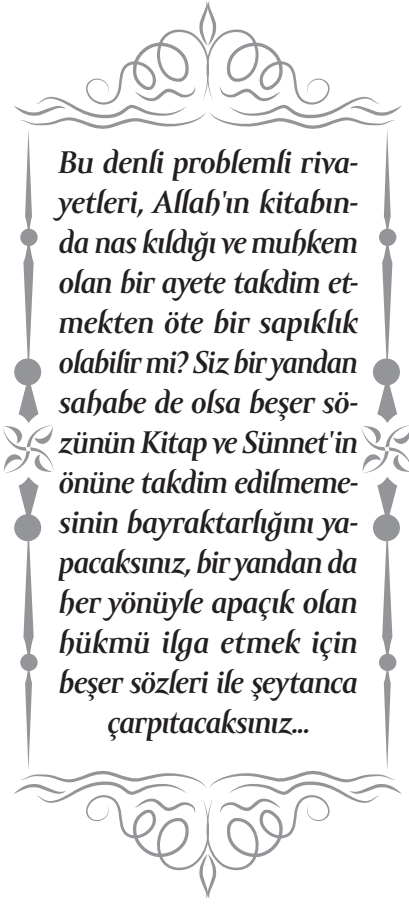 Bu denli problemli riva-
yetleri, Allah'ın kitabın-
da nas kıldığı ve muhkem
olan bir ayete takdim et-
mekten öte bir sapıklık
olabilir mi? Siz bir yandan
sahabe de olsa beşer sö-
zünün Kitap ve Sünnet'in
önüne takdim edilmeme-
sinin bayraktarlığını ya-
pacaksınız, bir yandan da
her yönüyle apaçık olan
hükmü ilga etmek için
beşer sözleri ile şeytanca
çarpıtacaksınız...